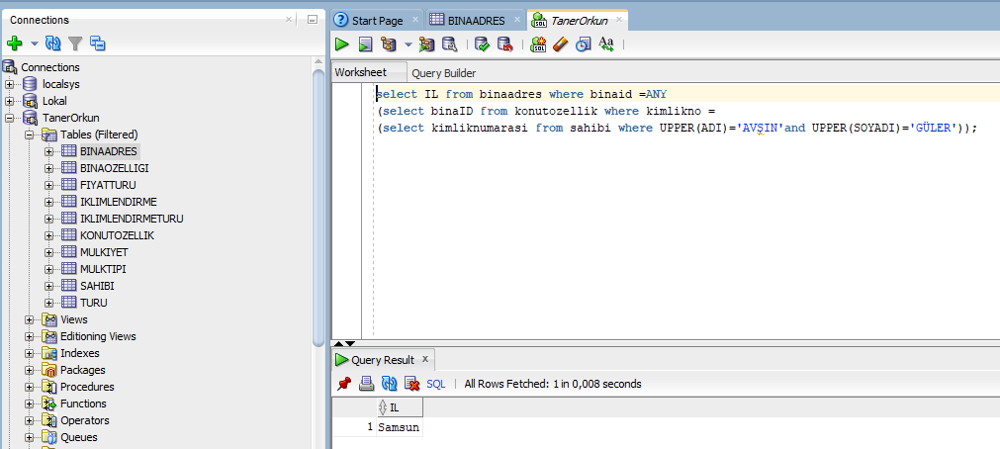 Connections
Start Page
BINAADRES
TanerOrkun
Worksheet
Query Builder
Connections
localsys
Lokal
TanerOrkun
Tables (Filtered)
BINAADRES
BINAOZELLIGI
FIYATTURU
IKLIMLENDIRME
IKLIMLENDIRMETURU
KONUTOZELLIK
MULKIYET
MULKTIPI
SAHIBI
TURU
Views
Editioning Views
Indexes
Packages
Procedures
Functions
Operators
Queues
select IL from binaadres where binaid =ANY
(select binaID from konutozellik where kimlikno =
(select kimliknumarasi from sahibi where UPPER(ADI)='AVŞIN'and UPPER(SOYADI)='GÜLER'));
Query Result
SQL | All Rows Fetched: 1 in 0,008 seconds
IL
1 Samsun